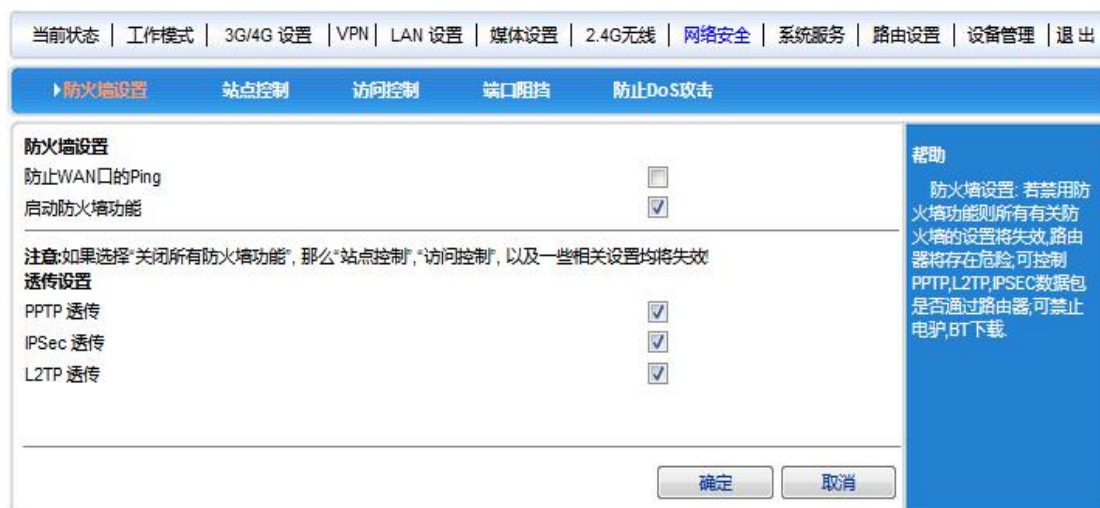 当前状态 | 工作模式 | 3G/4G 设置 | VPN | LAN 设置 | 媒体设置 | 2.4G无线 | 网络安全 | 系统服务 | 路由设置 | 设备管理 | 退 出
防火墙设置 站点控制 访问控制 端口阻挡 防止DoS攻击
防火墙设置
防止WAN口的Ping
启动防火墙功能
注意:如果选择“关闭所有防火墙功能”, 那么“站点控制”,“访问控制”, 以及一些相关设置均将失效!
透传设置
PPTP 透传
IPSec 透传
L2TP 透传
确定 取消
帮助
防火墙设置: 若禁用防
火墙功能则所有有关防
火墙的设置将失效,路由
器将存在危险;可控制
PPTP,L2TP,IPSEC数据包
是否通过路由器;可禁止
电驴,BT下载.